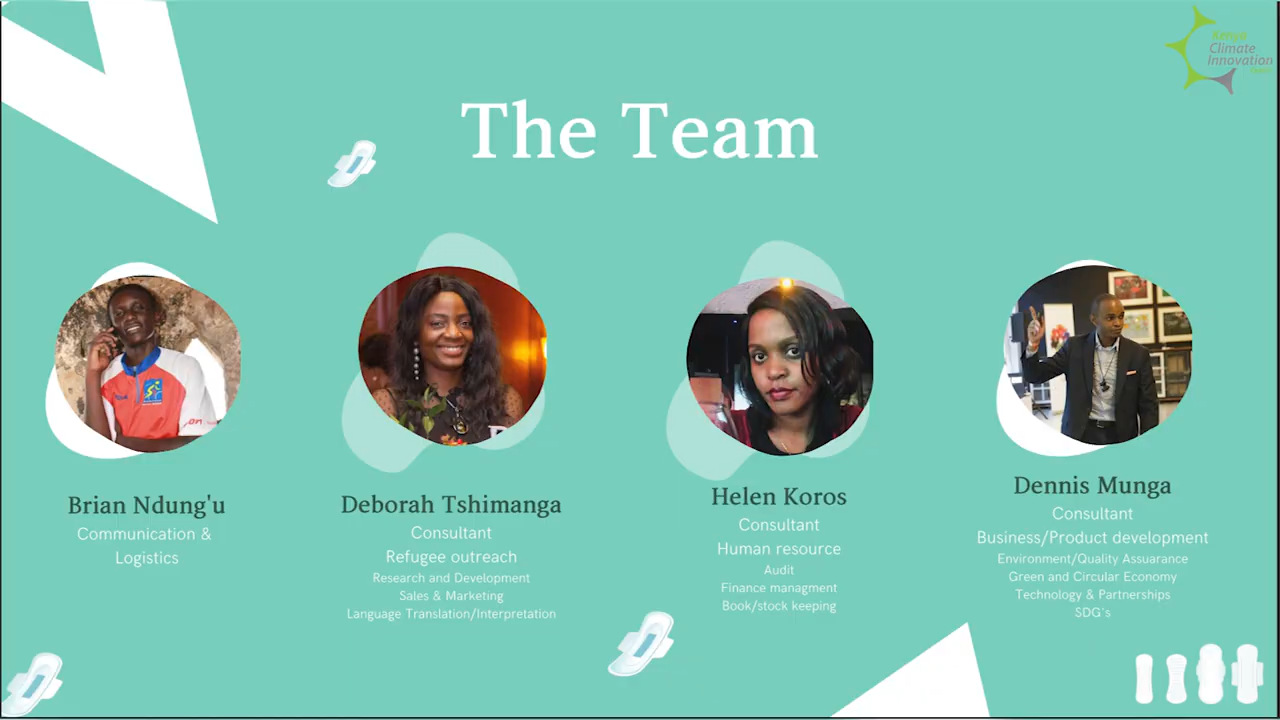 Kenya
Climate
Innovation
The Team
Brian Ndung'u
Communication &
Logistics
Deborah Tshimanga
Consultant
Refugee outreach
Research and Development
Sales & Marketing
Language Translation/Interpretation
Helen Koros
Consultant
Human resource
Audit
Finance managment
Book/stock keeping
Dennis Munga
Consultant
Business/Product development
Environment/Quality Assuarance
Green and Circular Economy
Technology & Partnerships
SDG's